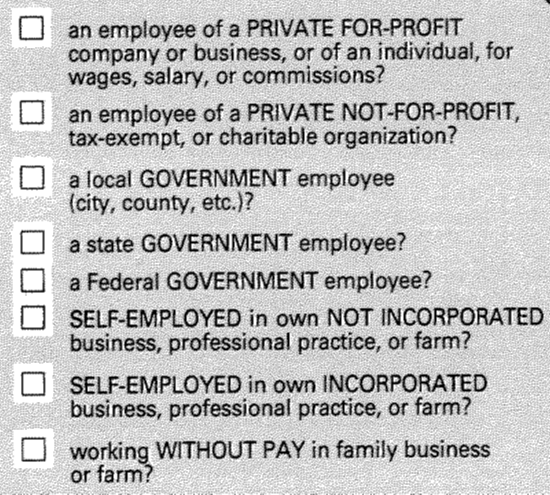 an employee of a PRIVATE FOR-PROFIT
company or business, or of an individual, for
wages, salary, or commissions?
an employee of a PRIVATE NOT-FOR-PROFIT,
tax-exempt, or charitable organization?
a local GOVERNMENT employee
(city, county, etc.)?
a state GOVERNMENT employee?
a Federal GOVERNMENT employee?
SELF-EMPLOYED in own NOT INCORPORATED
business, professional practice, or farm?
SELF-EMPLOYED in own INCORPORATED
business, professional practice, or farm?
working WITHOUT PAY in family business
or farm?